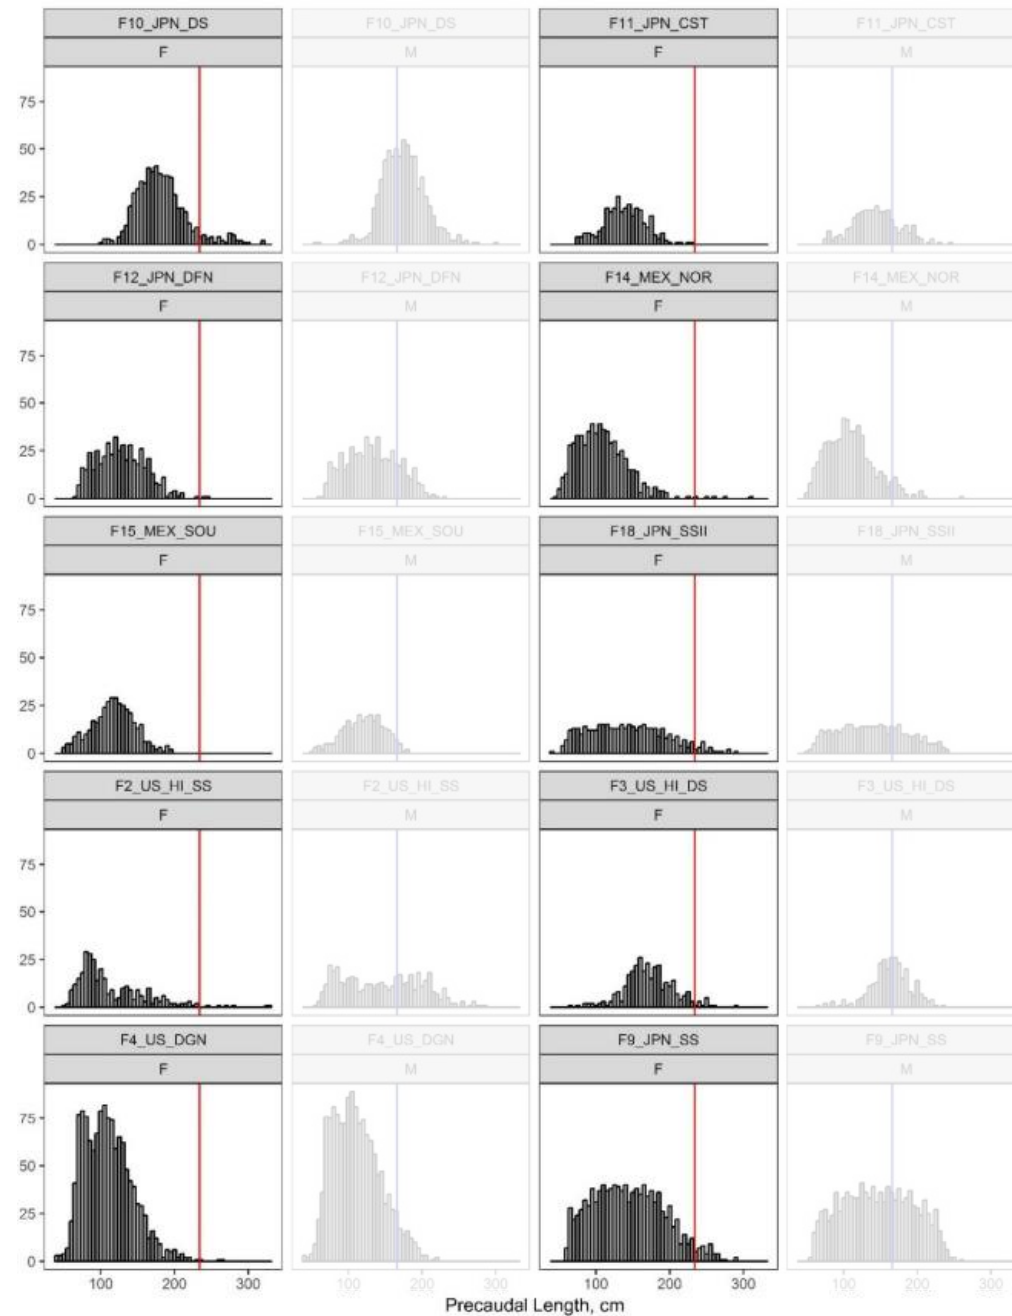 F10_JPN_DS F10_JPN_DS F11_JPN_CST F11_JPN_CST
F M F M
75
50
25
0
F12_JPN_DFN F12_JPN_DFN F14_MEX_NOR F14_MEX_NOR
F M F M
75
50
25
0
F15_MEX_SOU F15_MEX_SOU F18_JPN_SSII F18_JPN_SSII
F M F M
75
50
25
0
F2_US_HI_SS F2_US_HI_SS F3_US_HI_DS F3_US_HI_DS
F M F M
75
50
25
0
F4_US_DGN F4_US_DGN F9_JPN_SS F9_JPN_SS
F M F M
75
50
25
0
100 200 300 100 200 300 100 200 300 100 200 300
Precaudal Length, cm